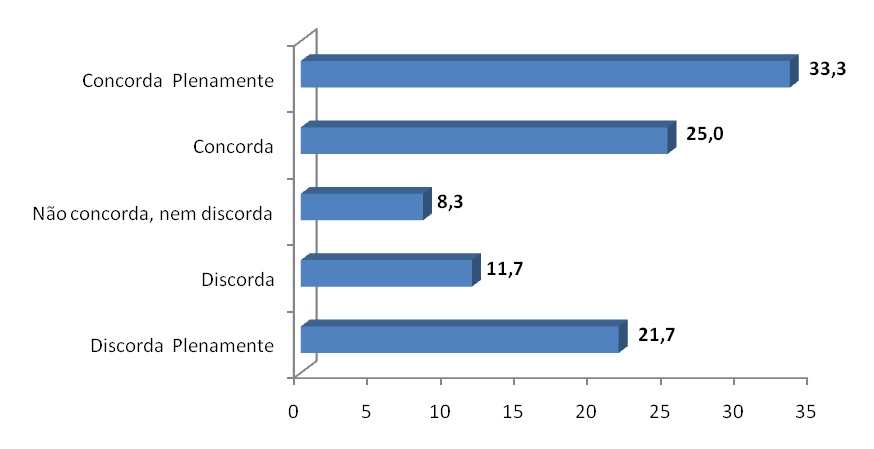 Concorda Plenamente 33,3
Concorda 25,0
Não concorda, nem discorda 8,3
Discorda 11,7
Discorda Plenamente 21,7
0 5 10 15 20 25 30 35